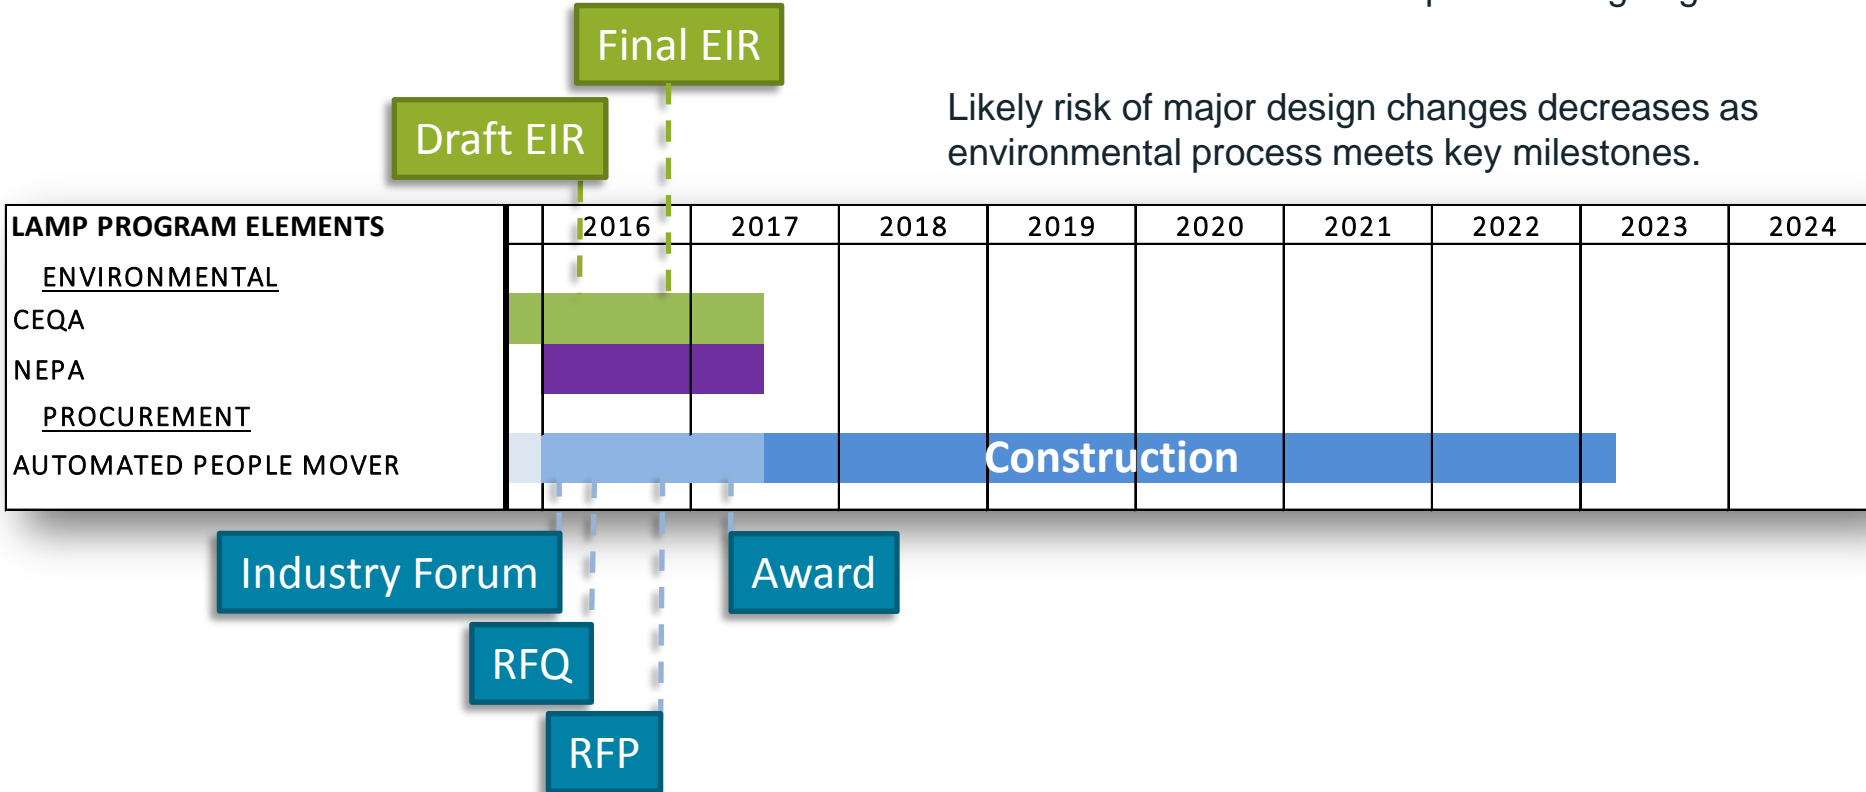 Final EIR
Draft EIR
Likely risk of major design changes decreases as
environmental process meets key milestones.
LAMP PROGRAM ELEMENTS 2016 2017 2018 2019 2020 2021 2022 2023 2024
ENVIRONMENTAL
CEQA
NEPA
PROCUREMENT
AUTOMATED PEOPLE MOVER Construction
Industry Forum Award
RFQ
RFP